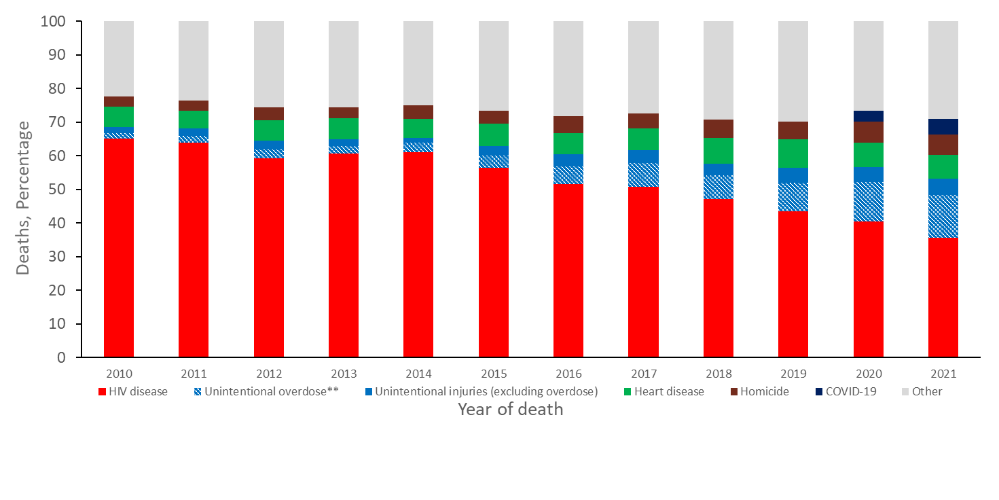 Deaths, Percentage
100
90
80
70
60
50
40
30
20
10
0
2010 2011 2012 2013 2014 2015 2016 2017 2018 2019 2020 2021
HIV disease Unintentional overdose** Unintentional injuries (excluding overdose) Heart disease Homicide COVID-19 Other
Year of death